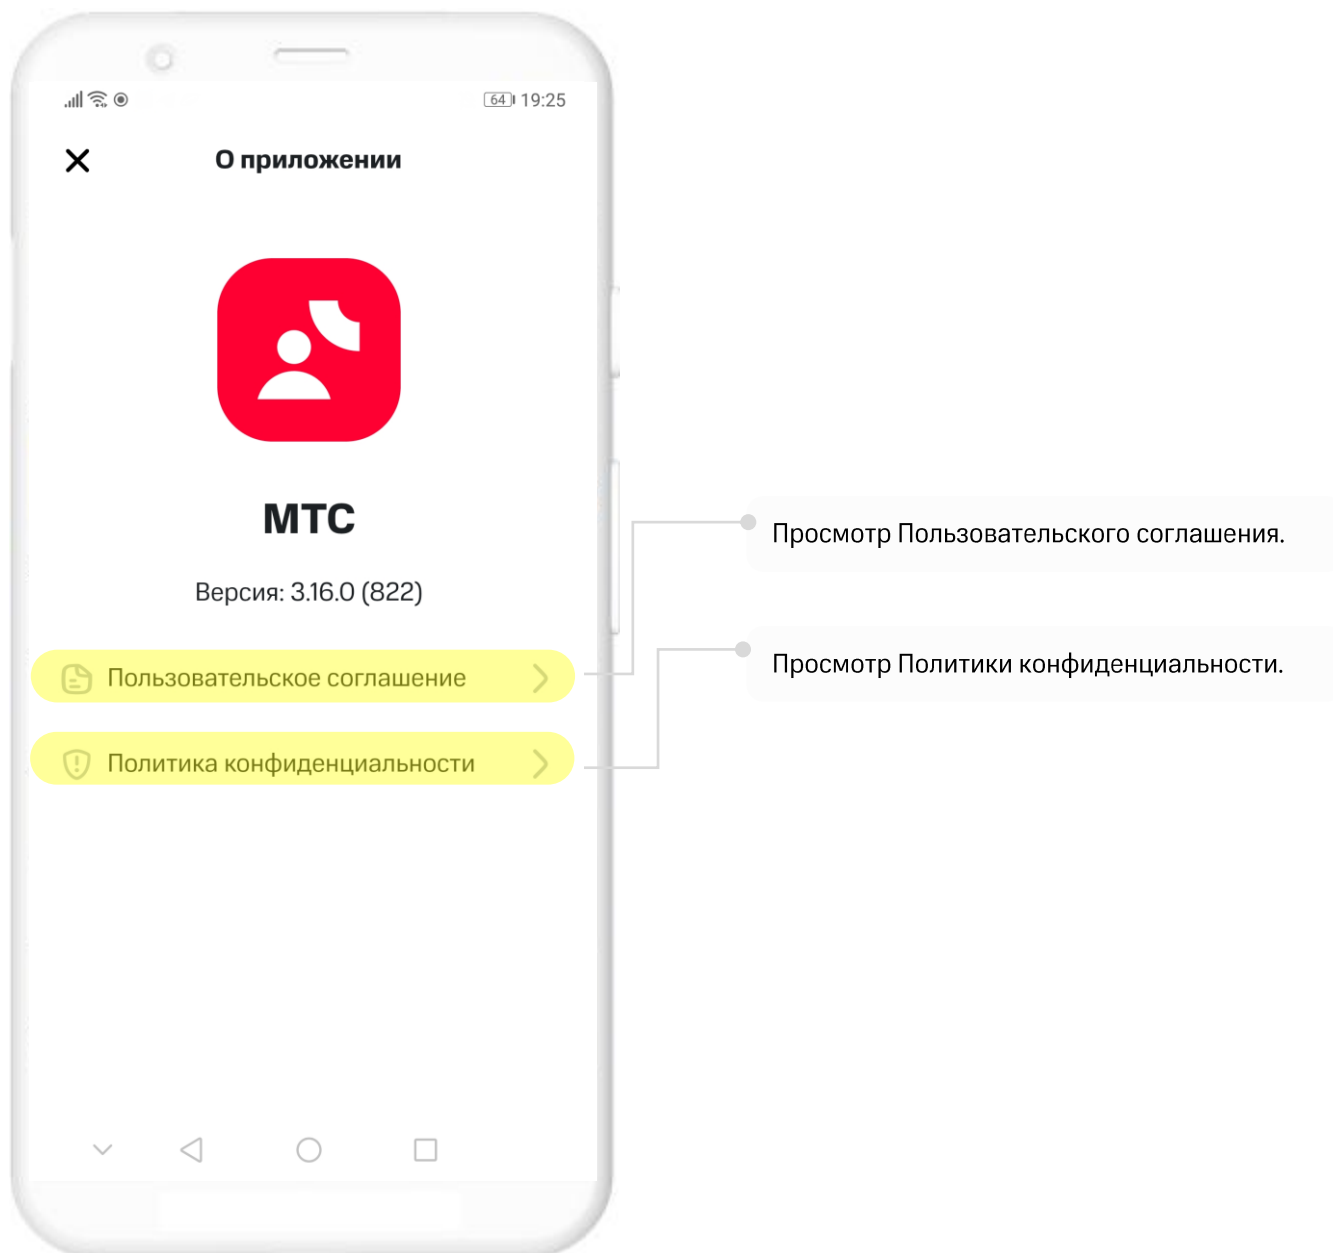 64 19:25
О приложении
МТС
Версия: 3.16.0 (822)
Пользовательское соглашение
Политика конфиденциальности
Просмотр Пользовательского соглашения.
Просмотр Политики конфиденциальности.